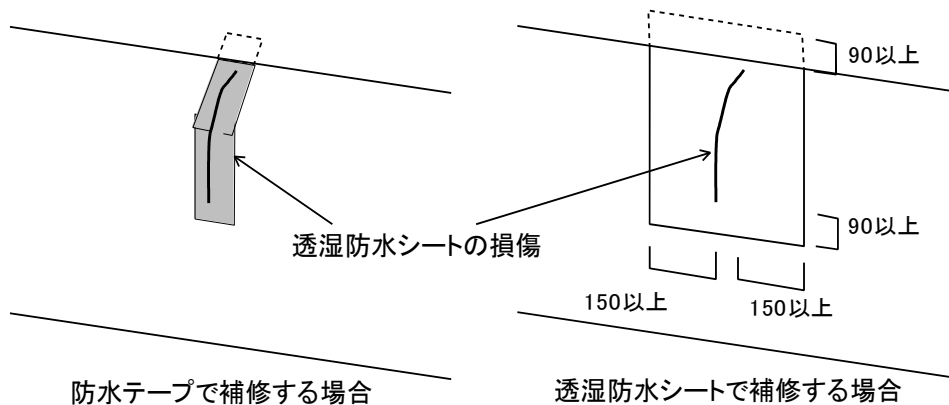 90以上
透湿防水シートの損傷
90以上
150以上
150以上
防水テープで補修する場合
透湿防水シートで補修する場合